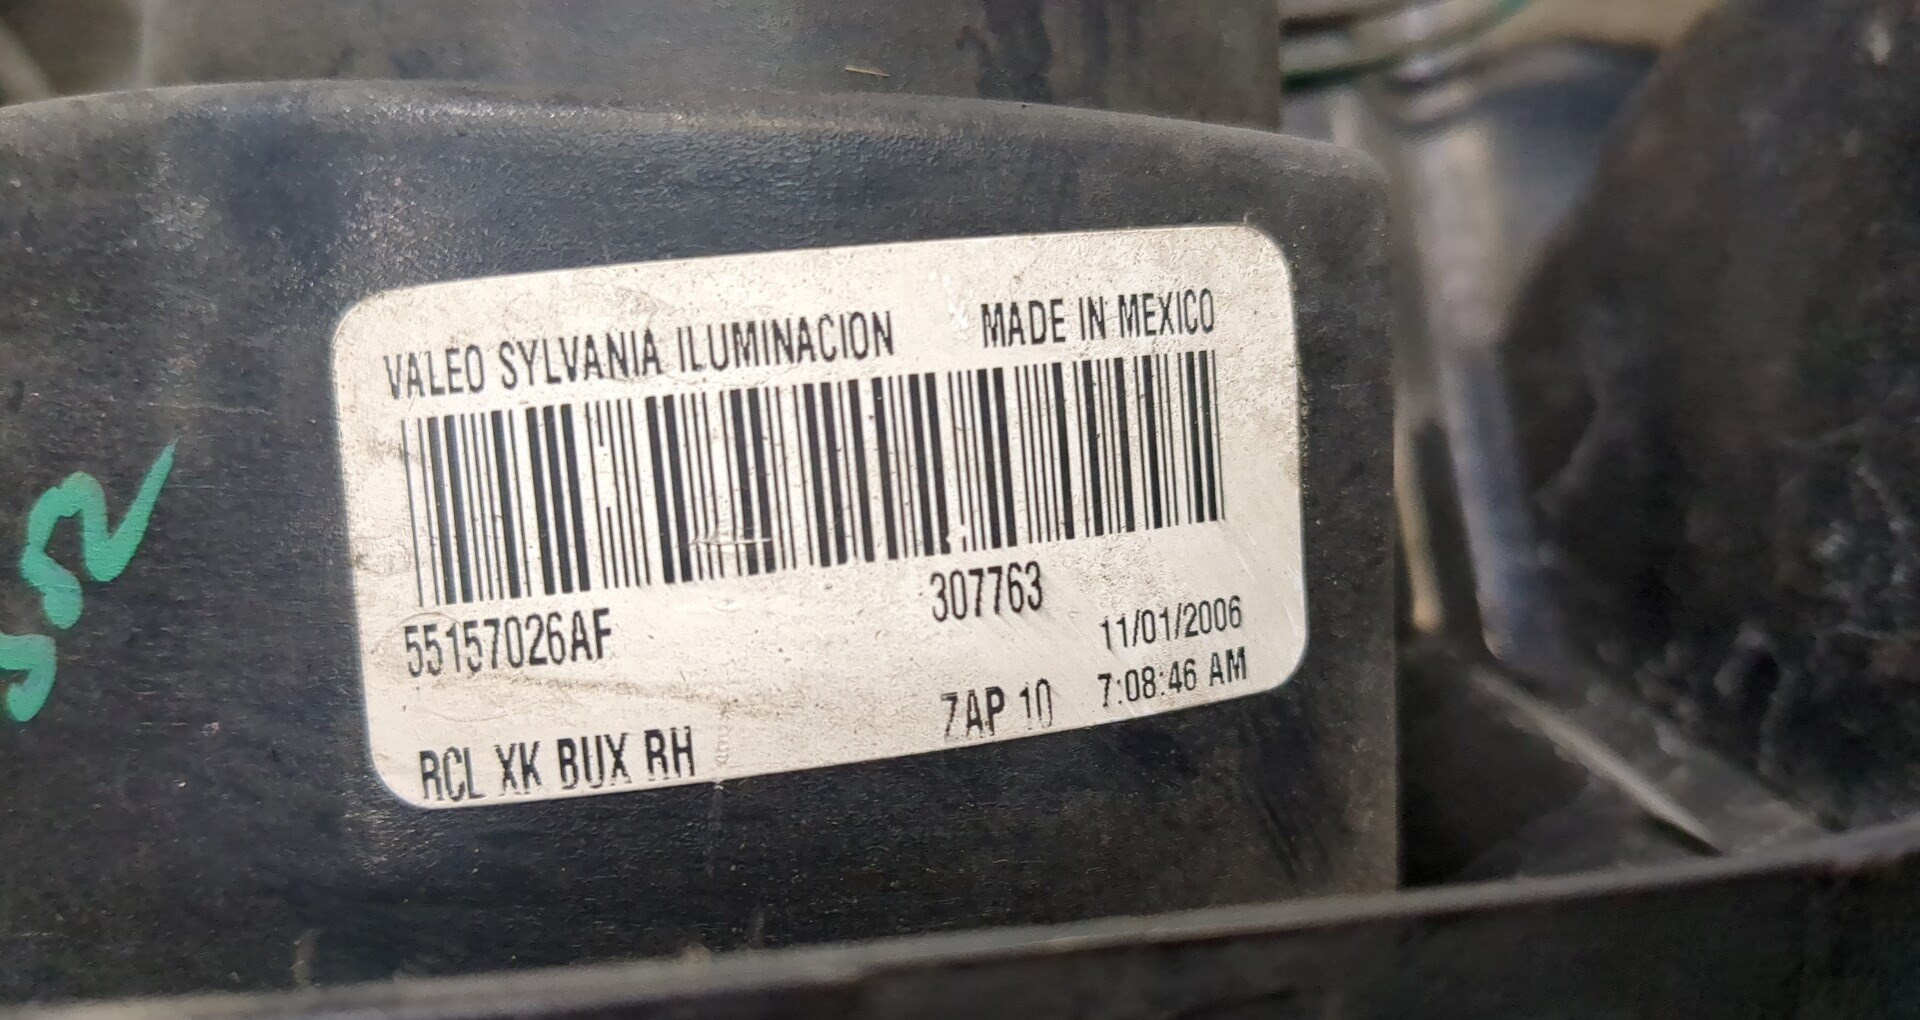 VALEO SYLVANIA ILUMINACION MADE IN MEXICO
55157026AF 307763 11/01/2006
RCL XK BUX RH 7AP 10 7:08:46 AM